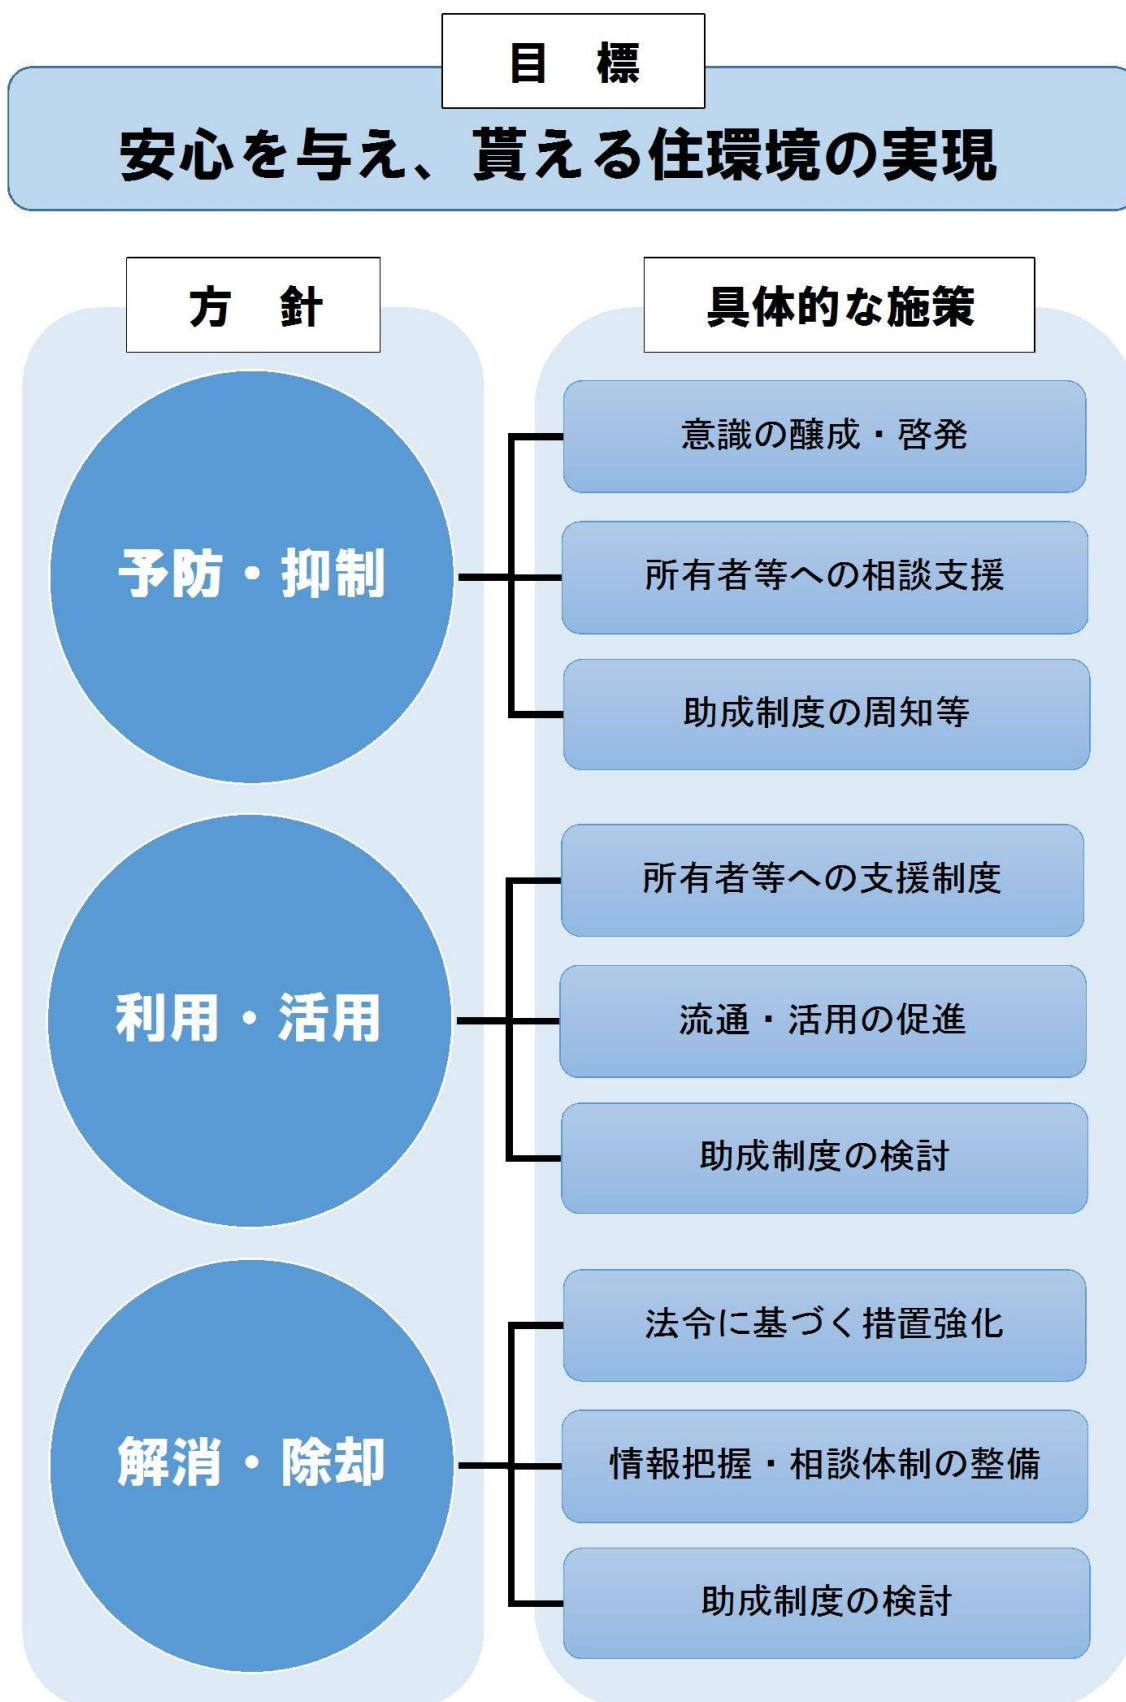 目　標
安心を与え、貰える住環境の実現
方　針
具体的な施策
予防・抑制
意識の醸成・啓発
所有者等への相談支援
助成制度の周知等
利用・活用
所有者等への支援制度
流通・活用の促進
助成制度の検討
解消・除却
法令に基づく措置強化
情報把握・相談体制の整備
助成制度の検討